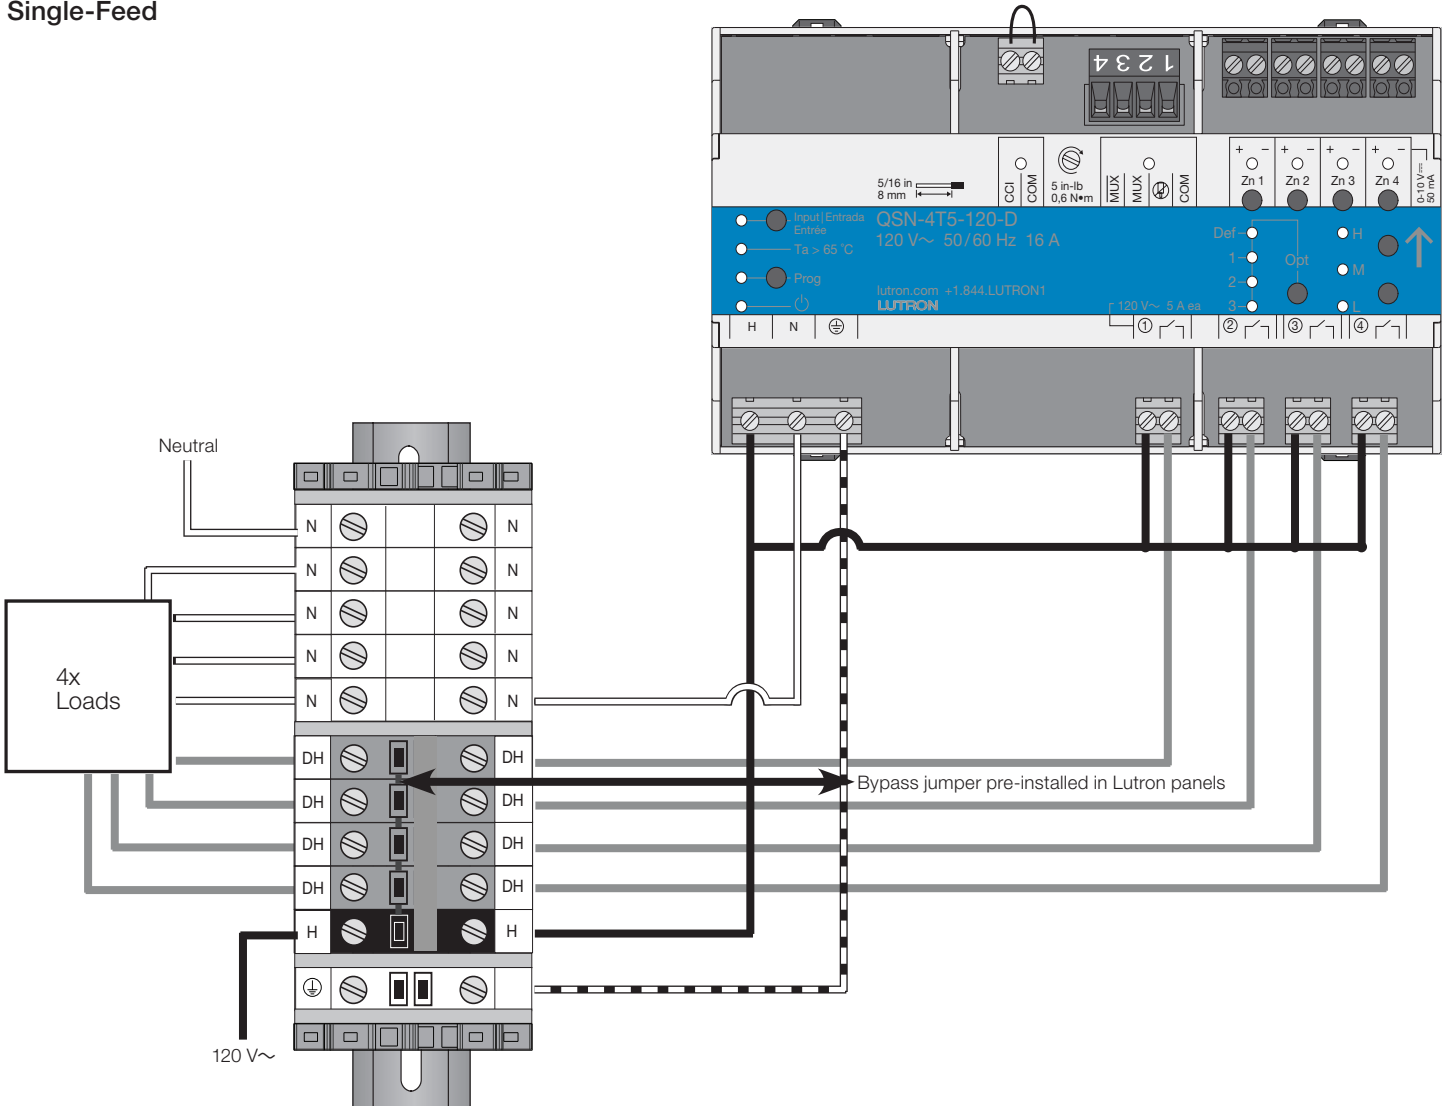 Single-Feed
1 2 3 4
5/16 in
8 mm
CCI
COM
5 in-lb
0,6 N•m
MUX
MUX
COM
+ -
+ -
+ -
+ -
Zn 1
Zn 2
Zn 3
Zn 4
0-10 V
50 mA
Input | Entrada
Entrée
Ta > 65 °C
Prog
QSN-4T5-120-D
120 V~ 50/60 Hz 16 A
lutron.com +1.844.LUTRON1
LUTRON
120 V~ 5 A ea
Def
1
2
3
Opt
H
M
L
H
N
1
2
3
4
Neutral
N N
N N
N N
N N
N N
4x
Loads
DH DH
Bypass jumper pre-installed in Lutron panels
DH DH
DH DH
DH DH
H H
120 V~